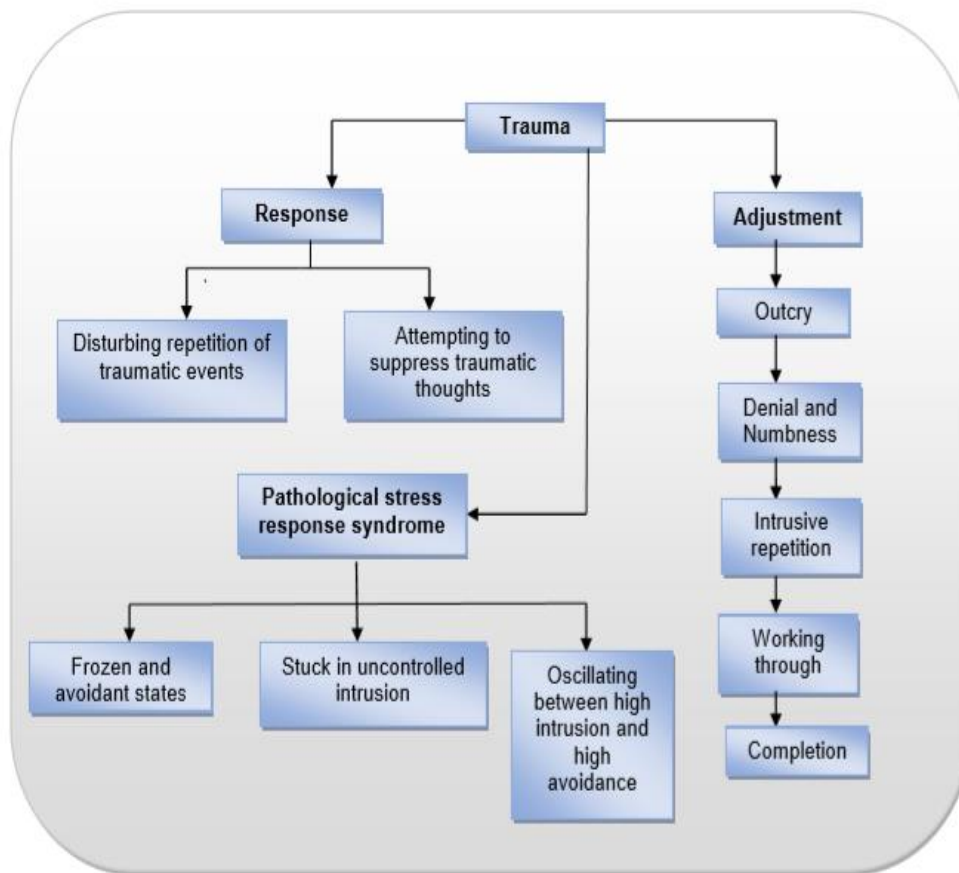 Trauma
Response
Adjustment
Disturbing repetition of
traumatic events
Attempting to
suppress traumatic
thoughts
Outcry
Denial and
Numbness
Pathological stress
response syndrome
Intrusive
repetition
Frozen and
avoidant states
Stuck in uncontrolled
intrusion
Oscillating
between high
intrusion and
high
avoidance
Working
through
Completion